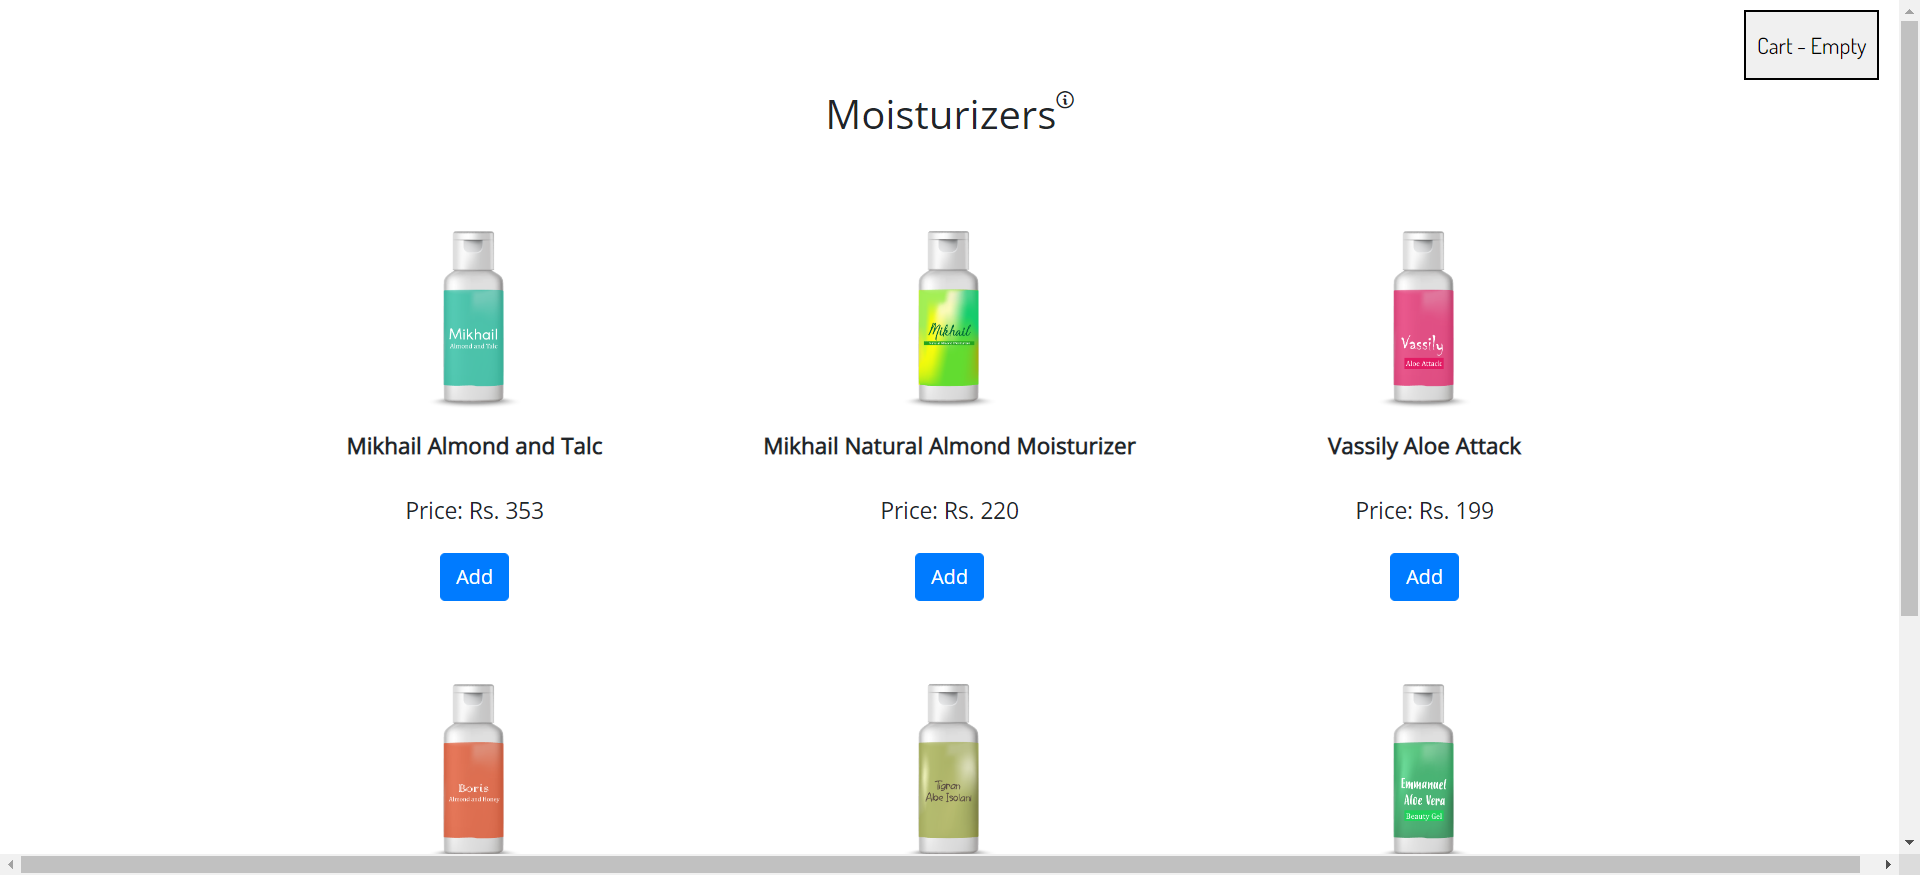 Cart - Empty
Moisturizers
Mikhail
Almond and Talc
Mikhail
Vassily
Aloe Attack
Mikhail Almond and Talc
Mikhail Natural Almond Moisturizer
Vassily Aloe Attack
Price: Rs. 353
Price: Rs. 220
Price: Rs. 199
Add
Add
Add
Boris
Almond and Honey
Tigran
Aloe Isolani
Emmanuel
Aloe Vera
Beauty Gel